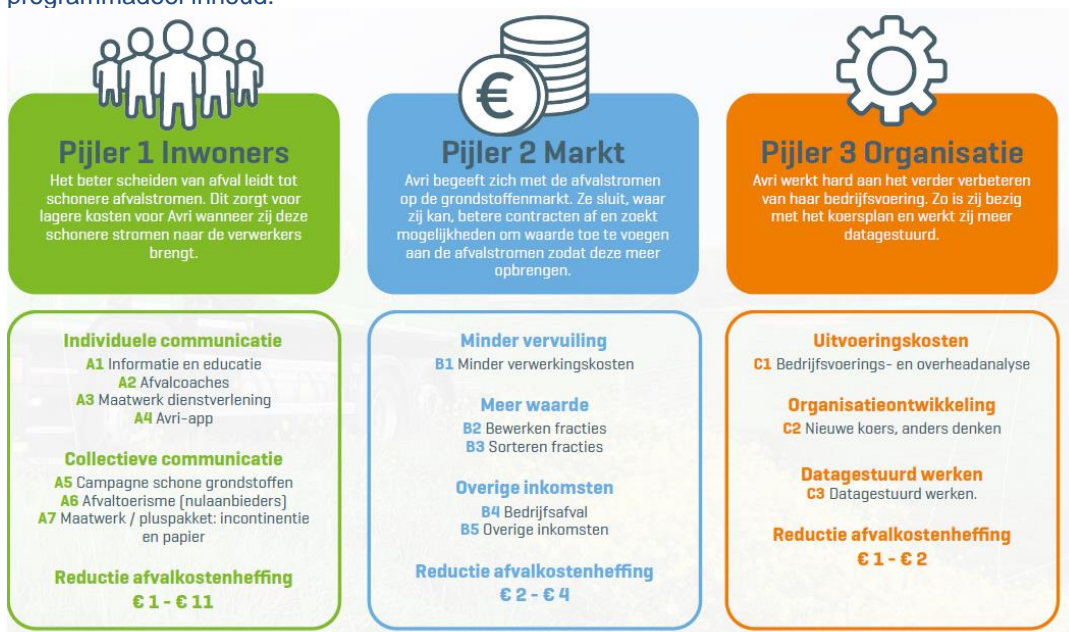 programmadoel inhoud.
€
Pijler 1 Inwoners
Het beter scheiden van afval leidt tot
schonere afvalstromen. Dit zorgt voor
lagere kosten voor Avri wanneer zij deze
schonere stromen naar de verwerkers
brengt.
Pijler 2 Markt
Avri begeeft zich met de afvalstromen
op de grondstoffenmarkt. Ze sluit, waar
zij kan, betere contracten af en zoekt
mogelijkheden om waarde toe te voegen
aan de afvalstromen zodat deze meer
opbrengen.
Pijler 3 Organisatie
Avri werkt hard aan het verder verbeteren
van haar bedrijfsvoering. Zo is zij bezig
met het koersplan en werkt zij meer
datagestuurd.
Individuele communicatie
A1 Informatie en educatie
A2 Afvalcoaches
A3 Maatwerk dienstverlening
A4 Avri-app
Collectieve communicatie
A5 Campagne schone grondstoffen
A6 Afvaltoerisme (nulaanbieders)
A7 Maatwerk / pluspakket: incontinentie
en papier
Reductie afvalkostenheffing
€ 1 - € 11
Minder vervuiling
B1 Minder verwerkingskosten
Meer waarde
B2 Bewerken fracties
B3 Sorteren fracties
Overige inkomsten
B4 Bedrijfsafval
B5 Overige inkomsten
Reductie afvalkostenheffing
€ 2 - € 4
Uitvoeringskosten
C1 Bedrijfsvoerings- en overheadanalyse
Organisatieontwikkeling
C2 Nieuwe koers, anders denken
Datagestuurd werken
C3 Datagestuurd werken.
Reductie afvalkostenheffing
€ 1 - € 2